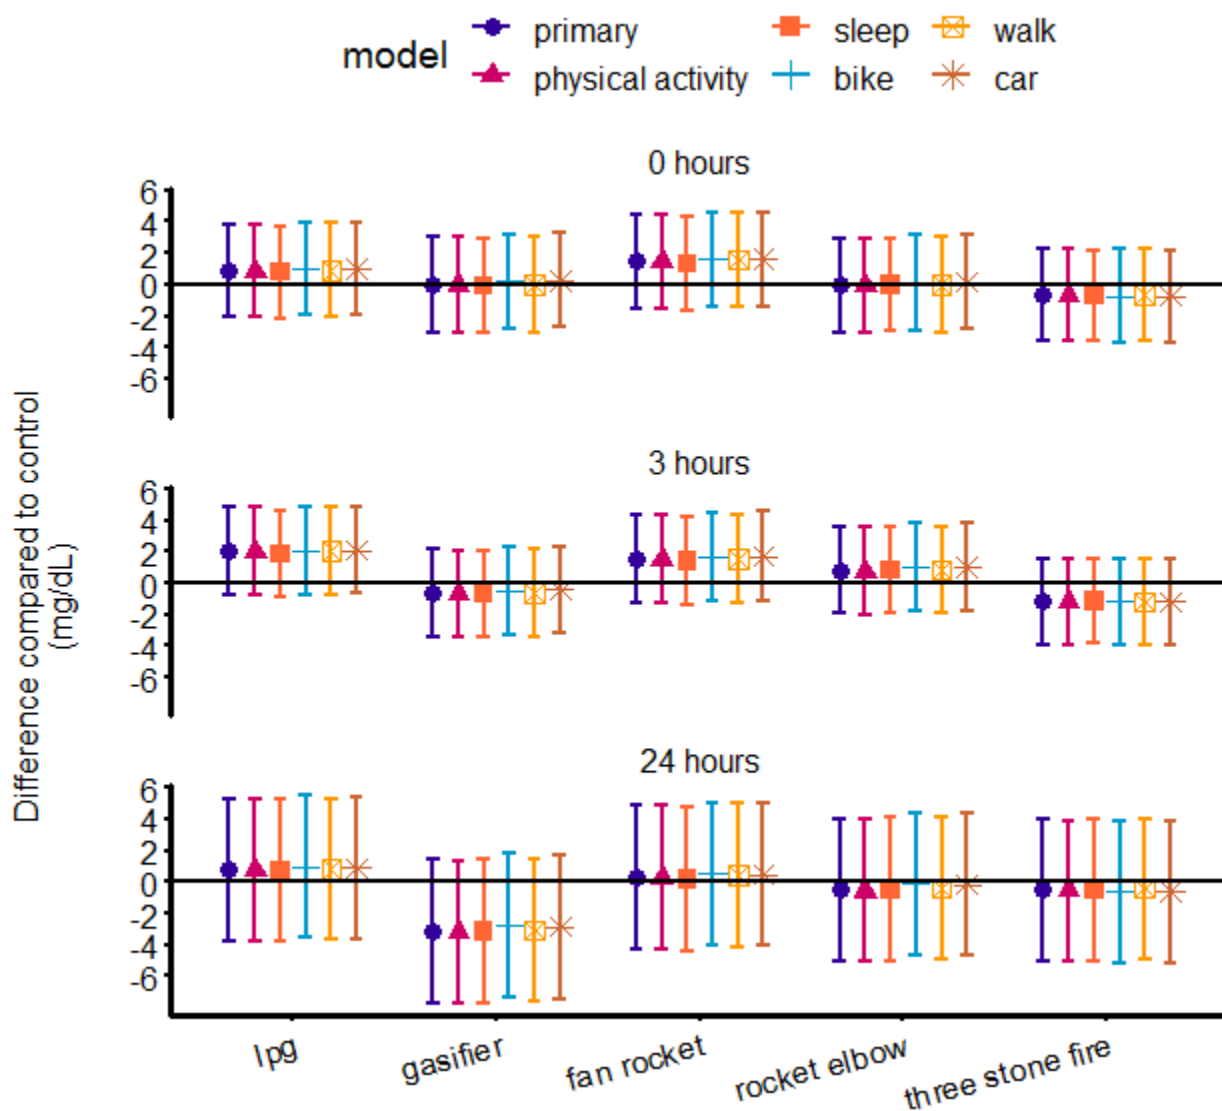 model
primary
sleep
walk
physical activity
bike
car
0 hours
6
4
2
0
-2
-4
-6
3 hours
6
4
2
0
-2
-4
-6
24 hours
6
4
2
0
-2
-4
-6
Difference compared to control
(mg/dL)
lpg
gasifier
fan rocket
rocket elbow
three stone fire